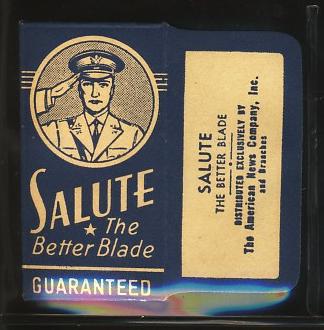 SALUTE
The
Better Blade
GUARANTEED
SALUTE
THE BETTER BLADE
DISTRIBUTED EXCLUSIVELY BY
The American News Company, Inc.
and Branches